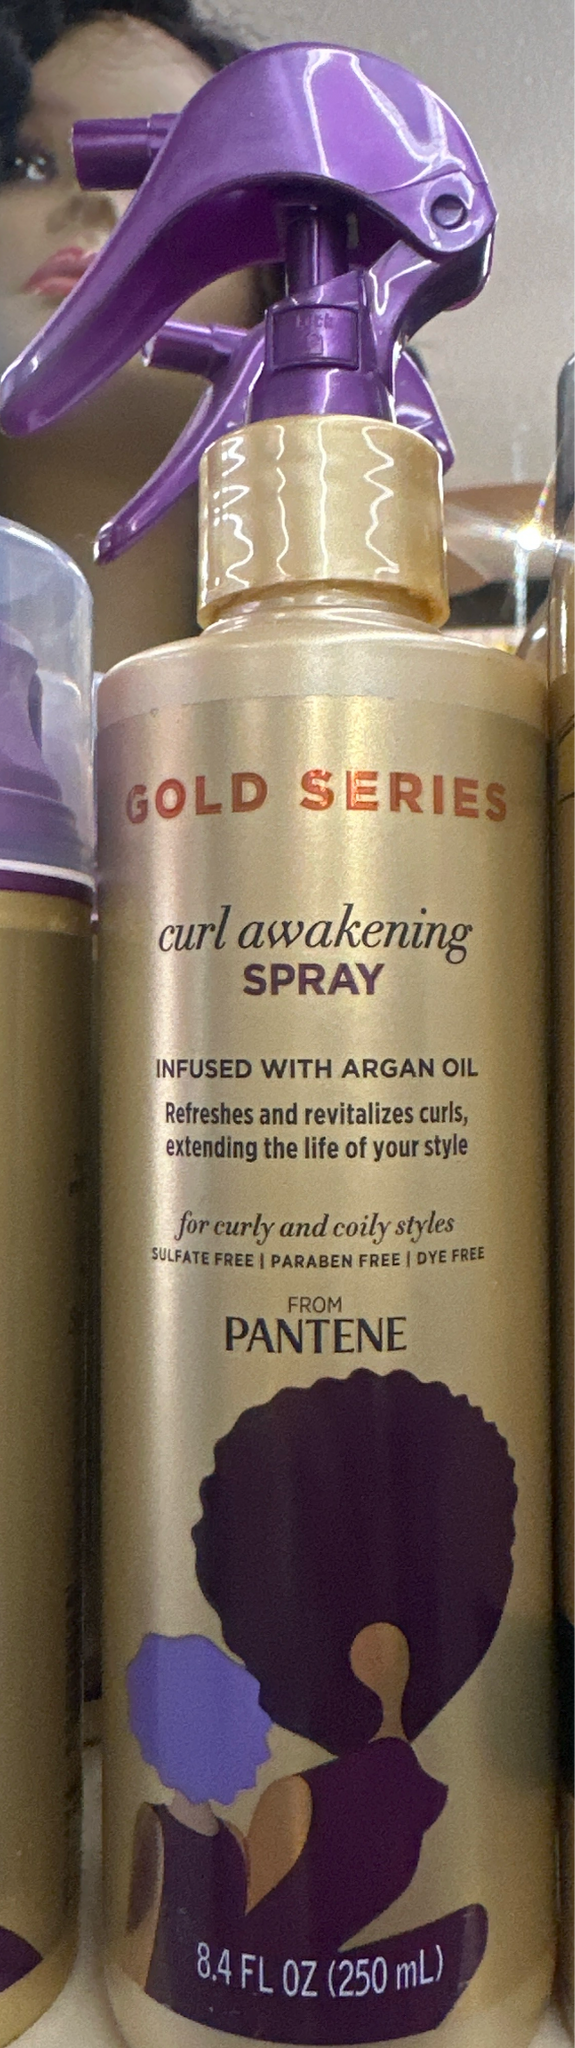 GOLD SERIES
curl awakening
SPRAY
INFUSED WITH ARGAN OIL
Refreshes and revitalizes curls,
extending the life of your style
for curly and coily styles
SULFATE FREE | PARABEN FREE | DYE FREE
FROM
PANTENE
8.4 FL OZ (250 mL)